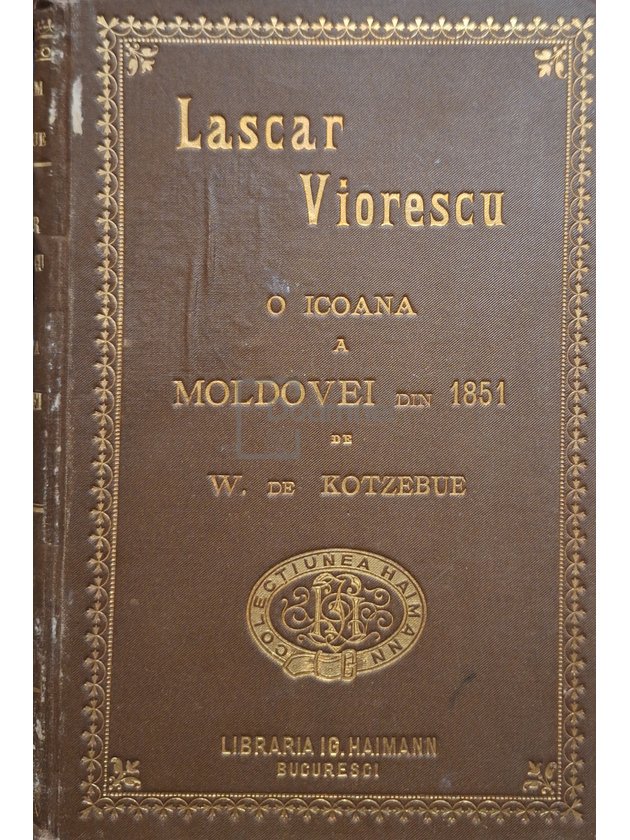 Lascar
Viorescu
O ICOANA
A
MOLDOVEI DIN 1851
DE
W. DE KOTZEBUE
COLECTIUNEA HAIMANN
LIBRARIA IG. HAIMANN
BUCURESCI